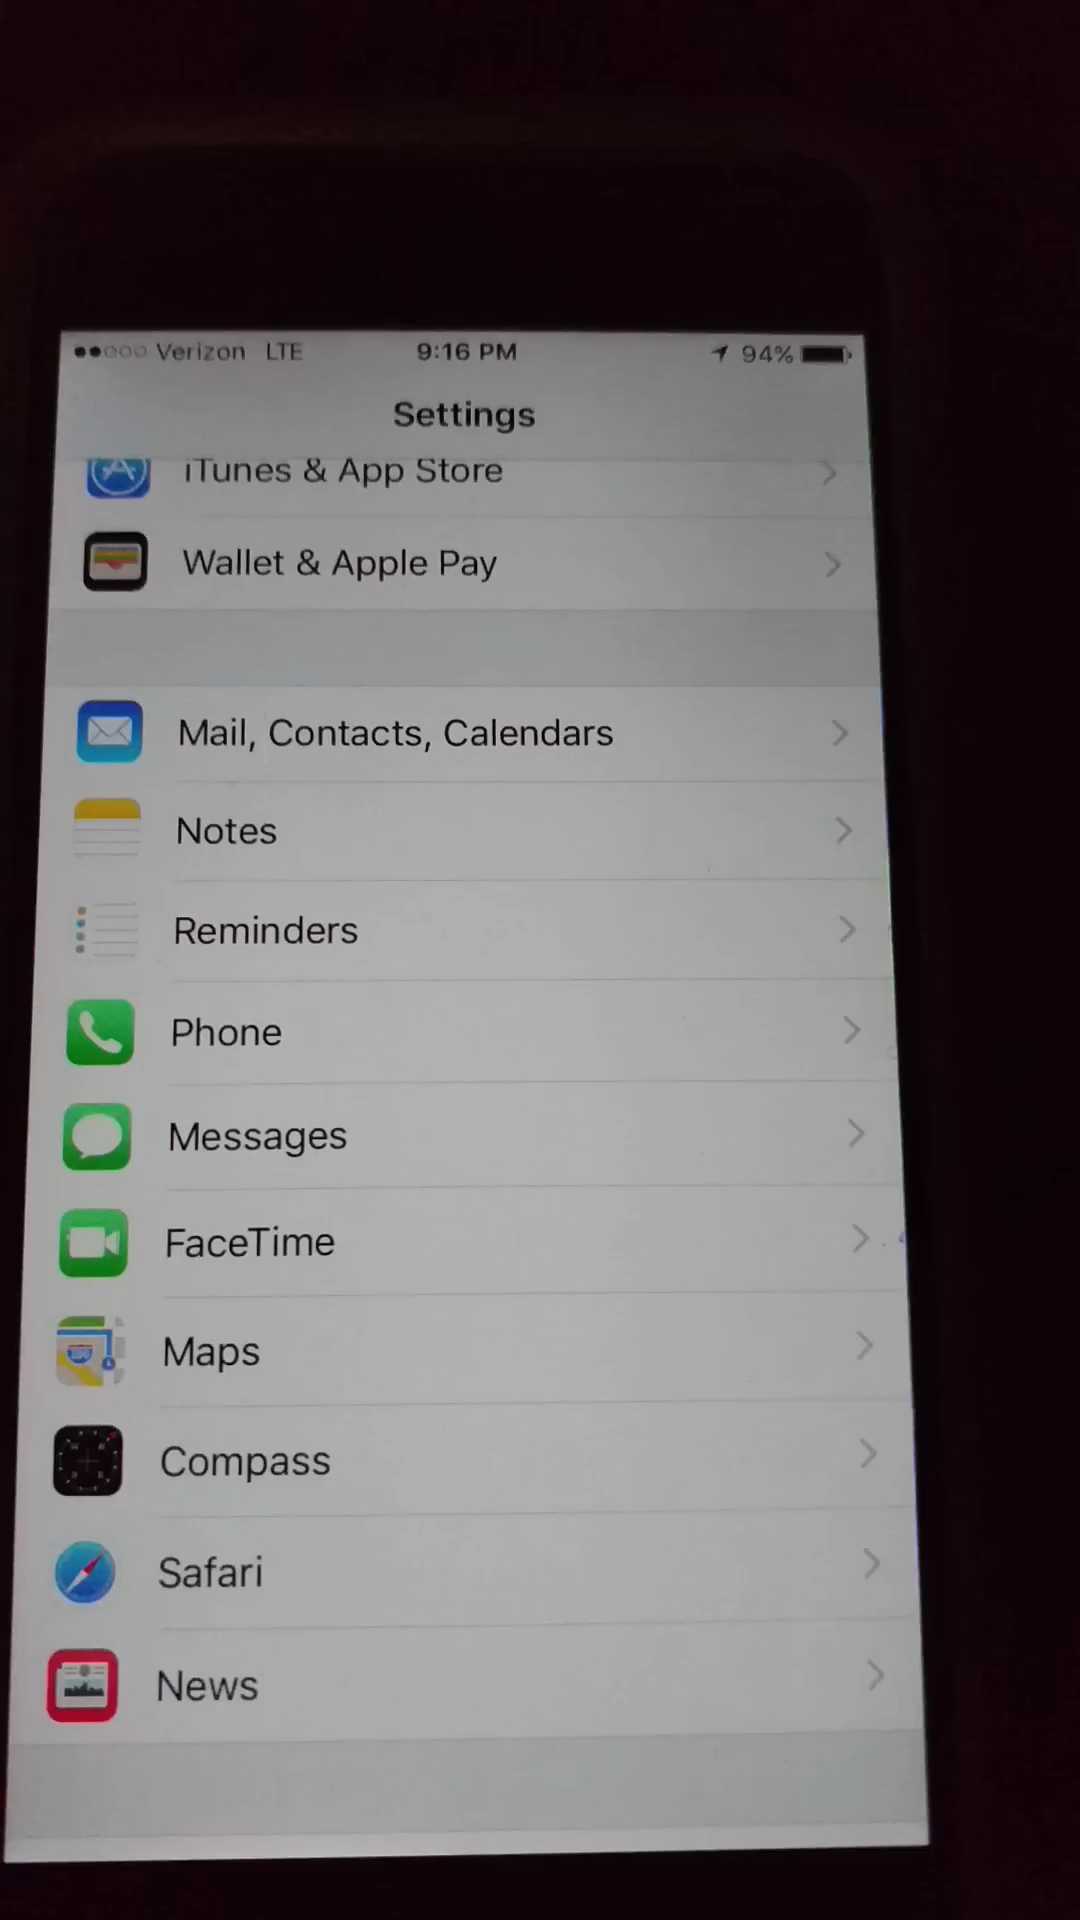 Verizon LTE 9:16 PM 94%
Settings
iTunes & App Store
Wallet & Apple Pay
Mail, Contacts, Calendars
Notes
Reminders
Phone
Messages
FaceTime
Maps
Compass
Safari
News